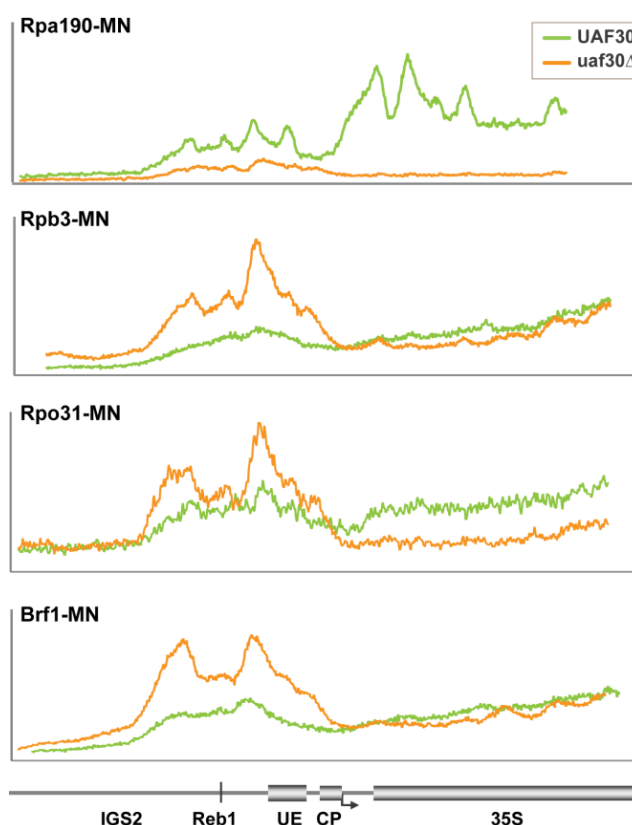 Rpa190-MN
UAF30
uaf30Δ
Rpb3-MN
Rpo31-MN
Brf1-MN
IGS2 Reb1 UE CP 35S